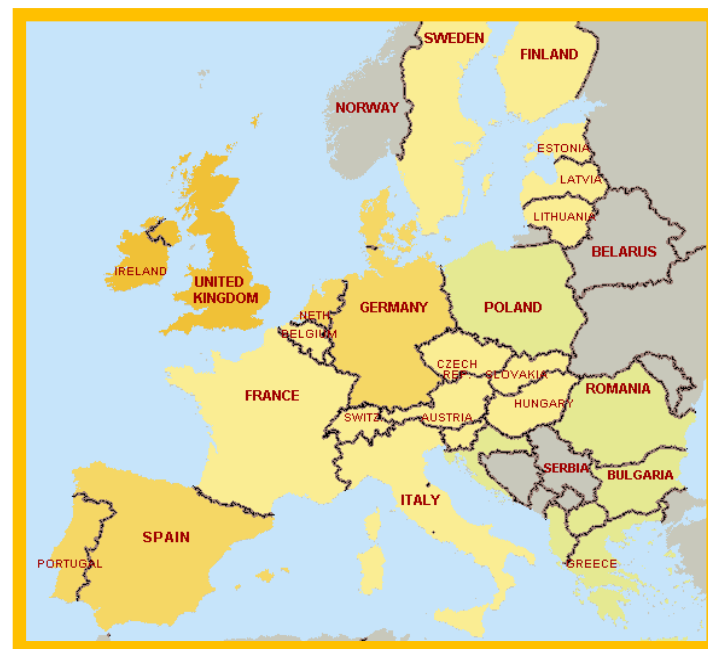 SWEDEN
FINLAND
NORWAY
ESTONIA
LATVIA
LITHUANIA
BELARUS
IRELAND
UNITED
KINGDOM
NETH
BELGIUM
GERMANY
POLAND
CZECH
REP.
SLOVAKIA
FRANCE
SWITZ
AUSTRIA
HUNGARY
ROMANIA
SERBIA
BULGARIA
ITALY
SPAIN
PORTUGAL
GREECE